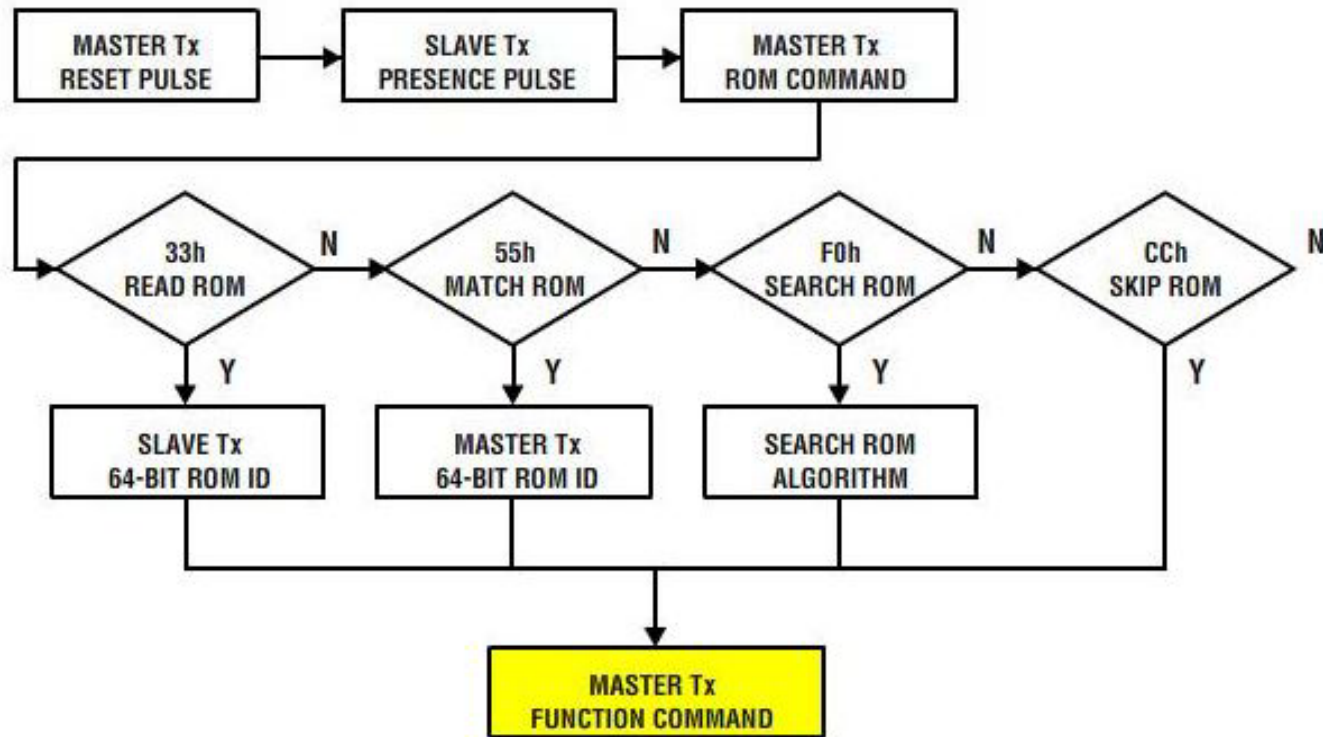 MASTER Tx
RESET PULSE
SLAVE Tx
PRESENCE PULSE
MASTER Tx
ROM COMMAND
33h
READ ROM
N
55h
MATCH ROM
N
F0h
SEARCH ROM
N
CCh
SKIP ROM
N
Y
Y
Y
Y
SLAVE Tx
64-BIT ROM ID
MASTER Tx
64-BIT ROM ID
SEARCH ROM
ALGORITHM
MASTER Tx
FUNCTION COMMAND